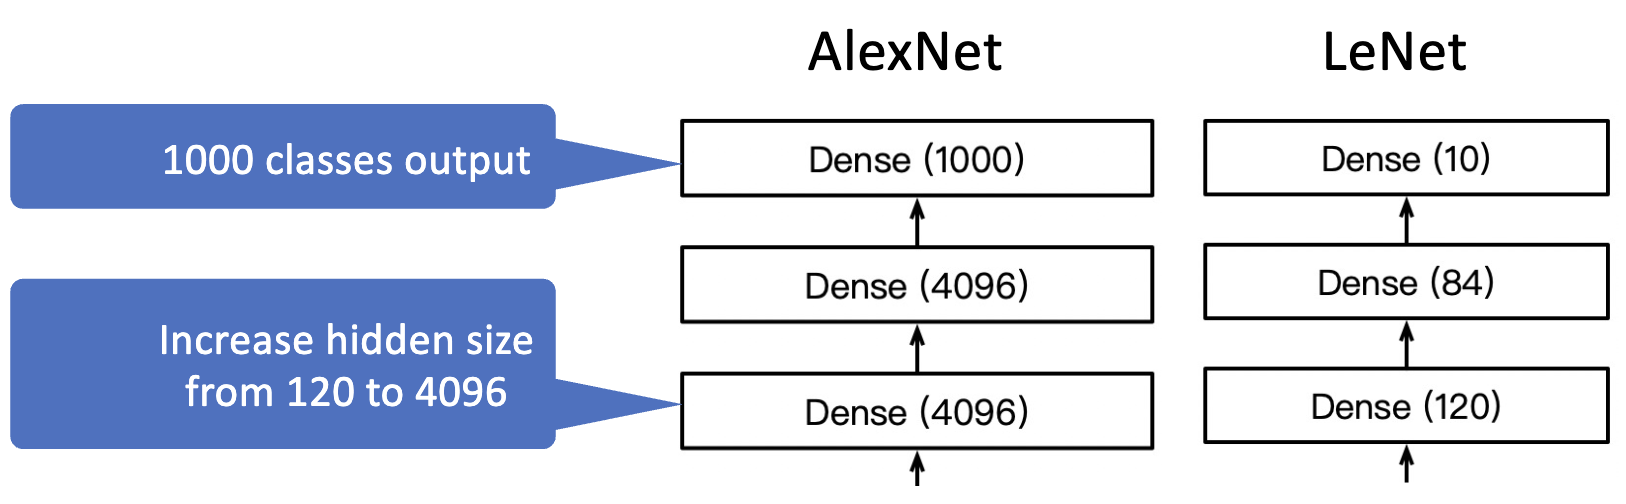 AlexNet
LeNet
1000 classes output
Dense (1000)
Dense (10)
Dense (4096)
Dense (84)
Increase hidden size
from 120 to 4096
Dense (4096)
Dense (120)